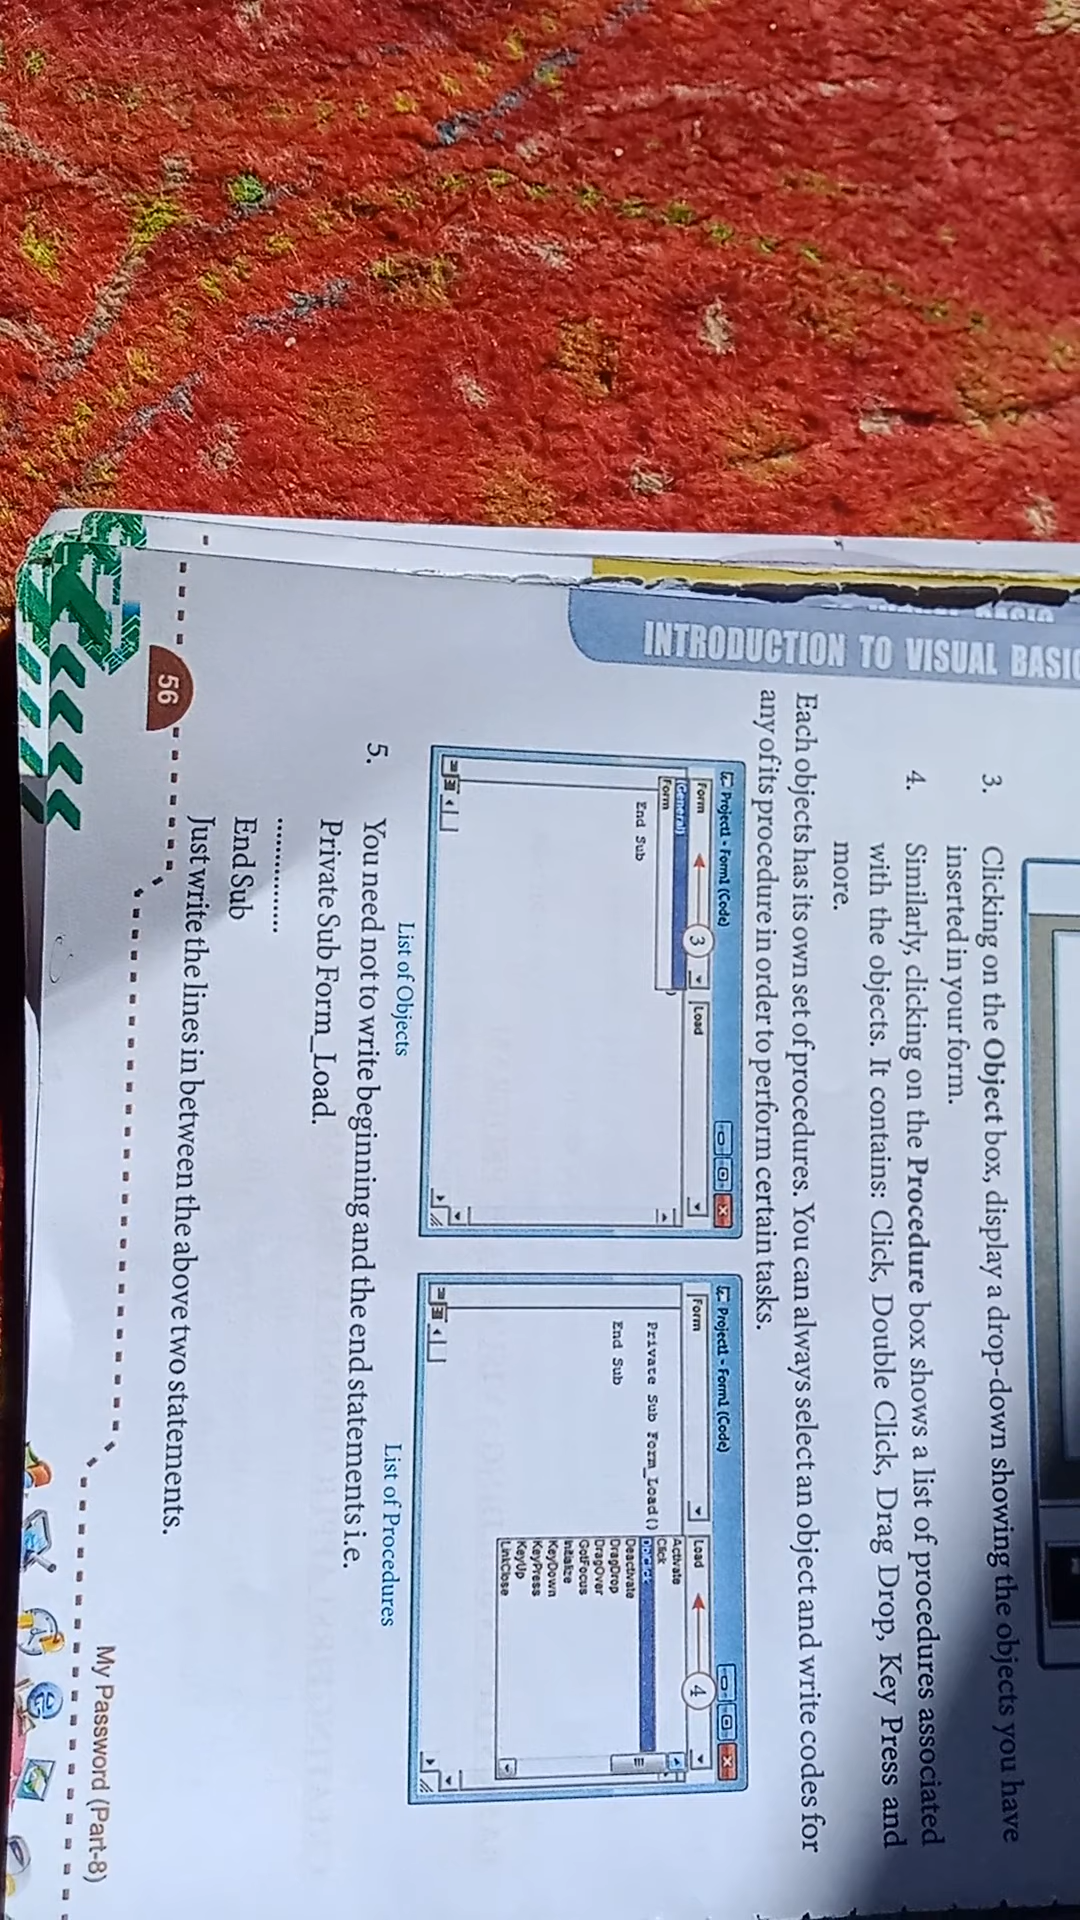 INTRODUCTION TO VISUAL BASIC
3. Clicking on the Object box, display a drop-down showing the objects you have
inserted in your form.
4. Similarly, clicking on the Procedure box shows a list of procedures associated
with the objects. It contains: Click, Double Click, Drag Drop, Key Press and
more.
Each objects has its own set of procedures. You can always select an object and write codes for
any of its procedure in order to perform certain tasks.
Project1 - Form1 (Code)
Form 3 Load
(General)
Form
End Sub
List of Objects
Project1 - Form1 (Code)
Form Load 4
Activate
Click
DblClick
Deactivate
DragDrop
DragOver
GotFocus
Initialize
KeyDown
KeyPress
KeyUp
LinkClose
Private Sub Form_Load()
End Sub
List of Procedures
5. You need not to write beginning and the end statements i.e.
Private Sub Form_Load.
..............
End Sub
Just write the lines in between the above two statements.
56
My Password (Part-8)